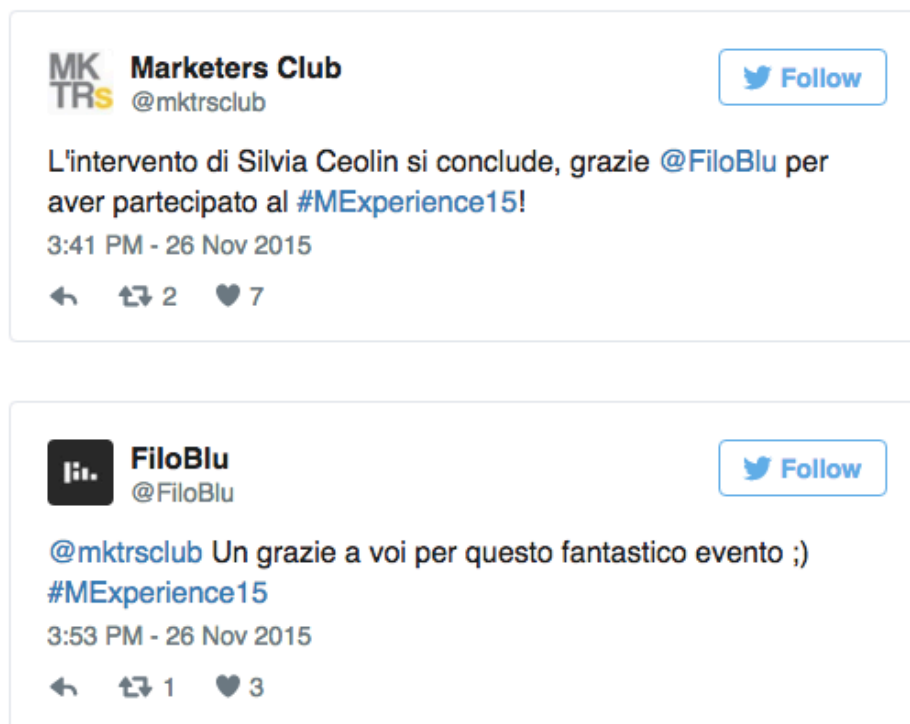 MK
TRs
Marketers Club
@mktrsclub
Follow
L'intervento di Silvia Ceolin si conclude, grazie @FiloBlu per
aver partecipato al #MExperience15!
3:41 PM - 26 Nov 2015
2 7
FiloBlu
@FiloBlu
Follow
@mktrsclub Un grazie a voi per questo fantastico evento ;)
#MExperience15
3:53 PM - 26 Nov 2015
1 3